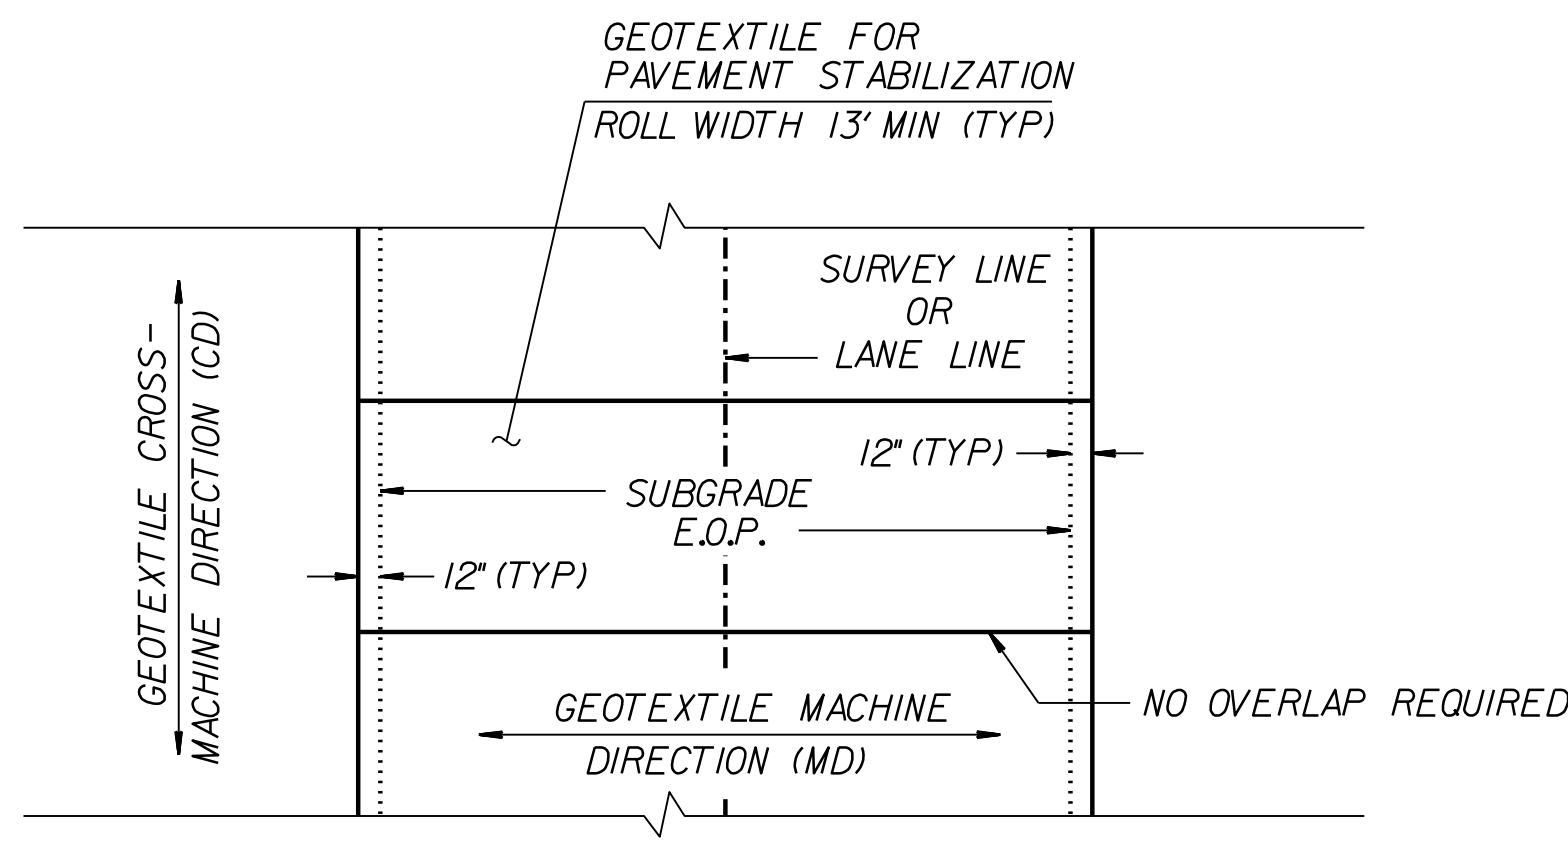 GEOTEXTILE FOR
PAVEMENT STABILIZATION
ROLL WIDTH 13' MIN (TYP)
SURVEY LINE
OR
LANE LINE
GEOTEXTILE CROSS-
MACHINE DIRECTION (CD)
12" (TYP)
SUBGRADE
E.O.P.
12" (TYP)
GEOTEXTILE MACHINE
DIRECTION (MD)
NO OVERLAP REQUIRED